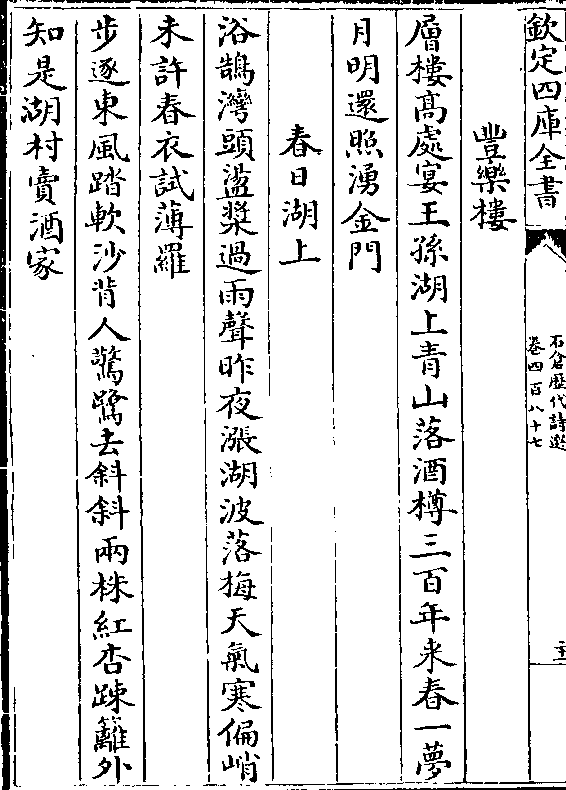 欽定四庫全書
石倉歷代詩選
卷四百八十七
豐樂樓
層樓髙處宴王孫湖上青山落酒樽三百年来春一夢
月明還照湧金門
春日湖上
浴鵠灣頭盪槳過雨聲昨夜漲湖波落梅天氣寒偏峭
未許春衣試薄羅
步逐東風踏軟沙背人驚鷺去斜斜兩株紅杏踈籬外
知是湖村賣酒家